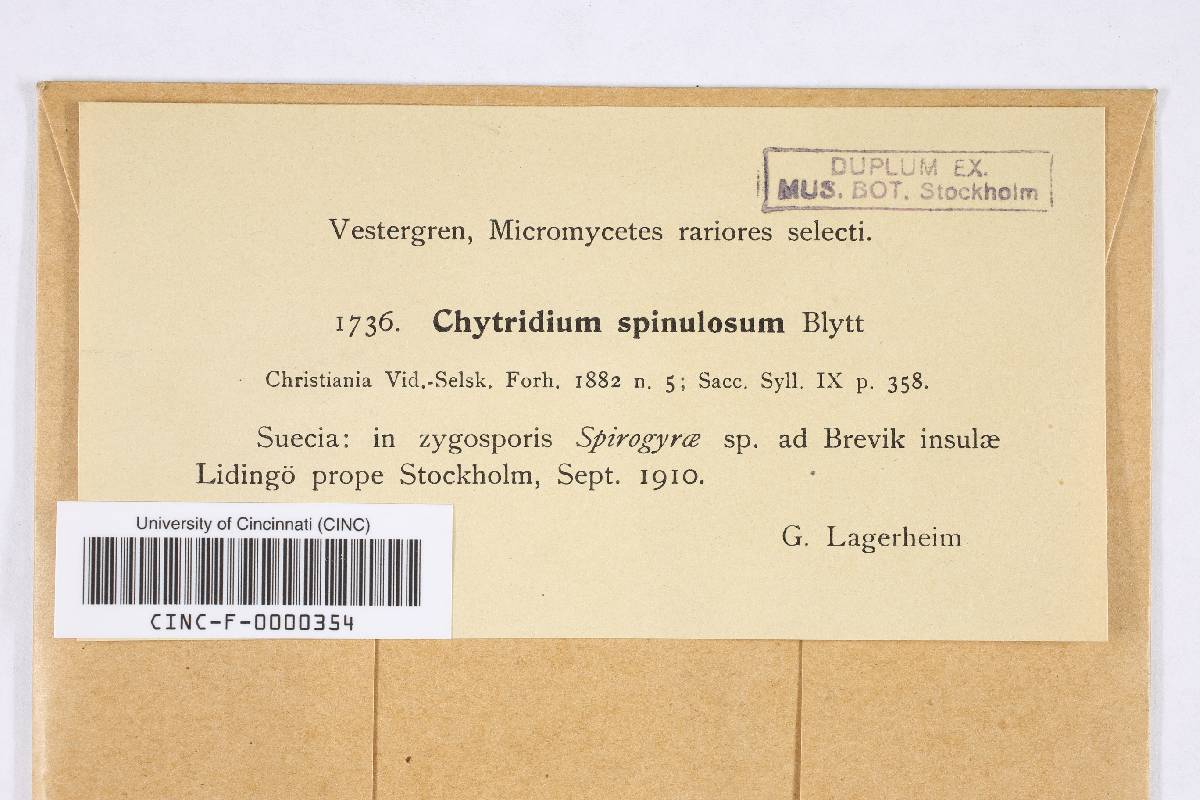 DUPLUM EX.
MUS. BOT. Stockholm
Vestergren, Micromycetes rariores selecti.
1736. Chytridium spinulosum Blytt
Christiania Vid.-Selsk. Forh. 1882 n. 5; Sacc. Syll. IX p. 358.
Suecia: in zygosporis Spirogyræ sp. ad Brevik insulæ
Lidingö prope Stockholm, Sept. 1910.
G. Lagerheim
University of Cincinnati (CINC)
CINC-F-0000354